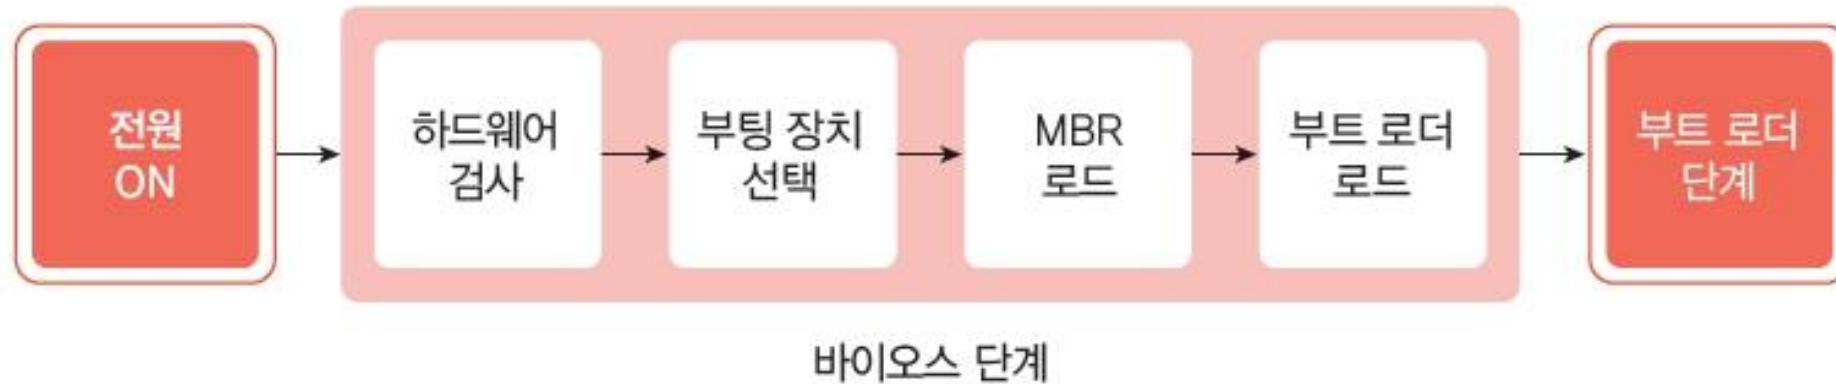 전원
ON
하드웨어
검사
부팅 장치
선택
MBR
로드
부트 로더
로드
부트 로더
단계
바이오스 단계